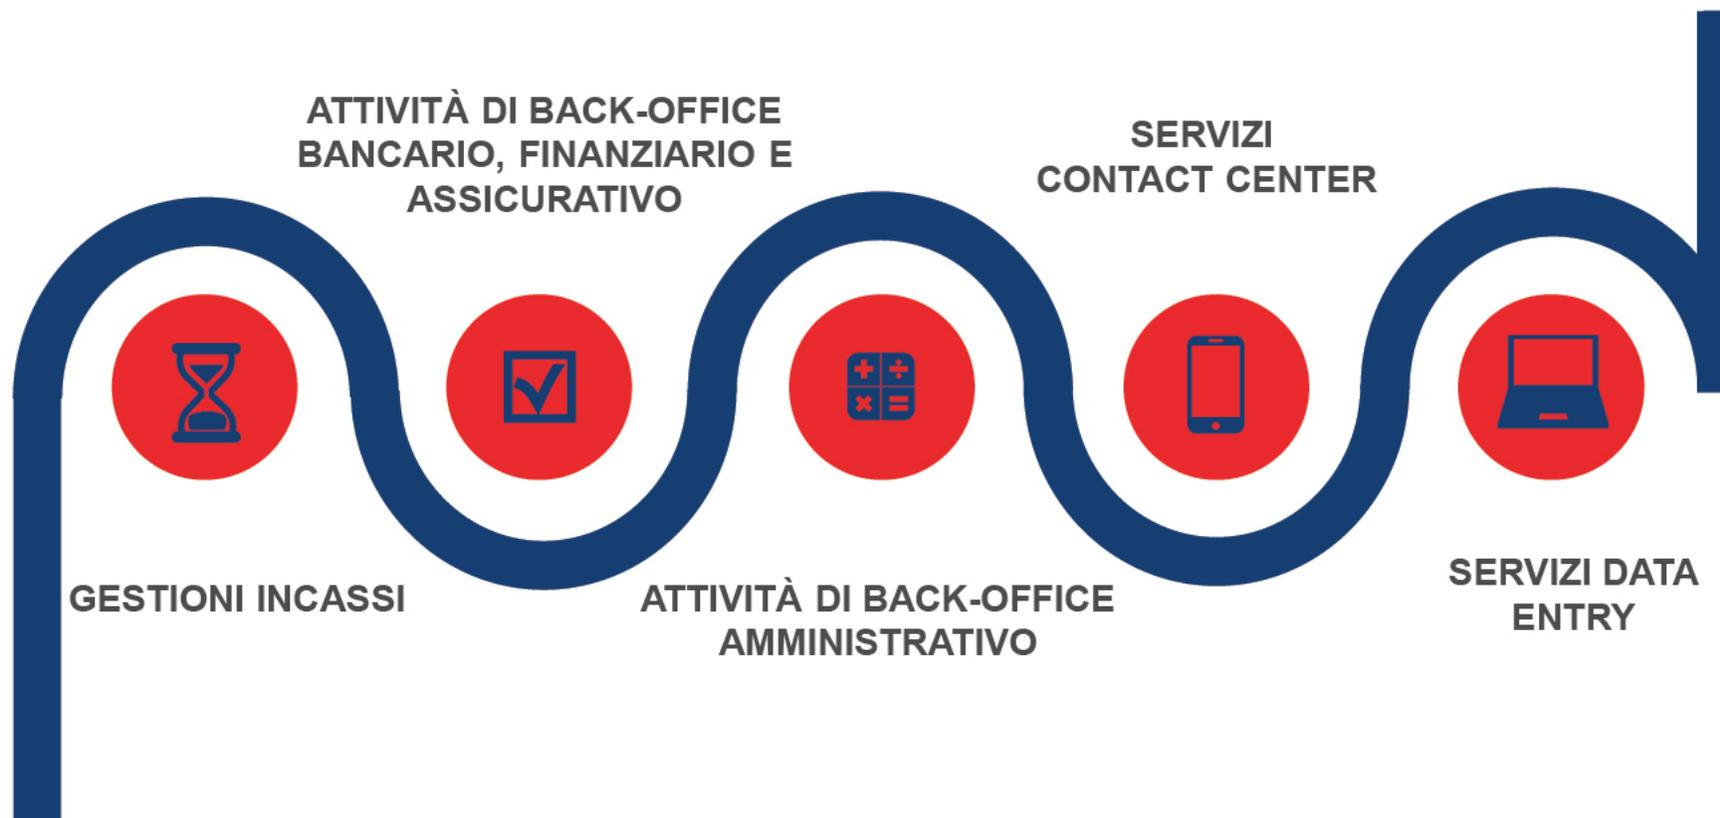 ATTIVITÀ DI BACK-OFFICE
BANCARIO, FINANZIARIO E
ASSICURATIVO
SERVIZI
CONTACT CENTER
GESTIONI INCASSI
ATTIVITÀ DI BACK-OFFICE
AMMINISTRATIVO
SERVIZI DATA
ENTRY